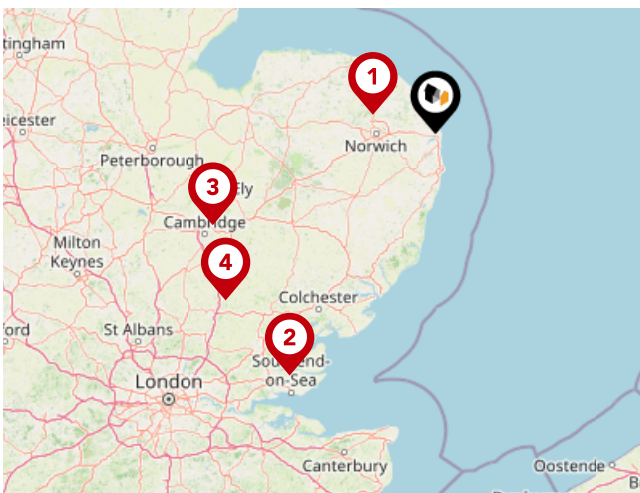 tingham
1
eicester
Norwich
Peterborough
3
Ely
Cambridge
Milton
Keynes
4
Colchester
ford
St Albans
2
Southend-
on-Sea
London
Canterbury
Oostende
B